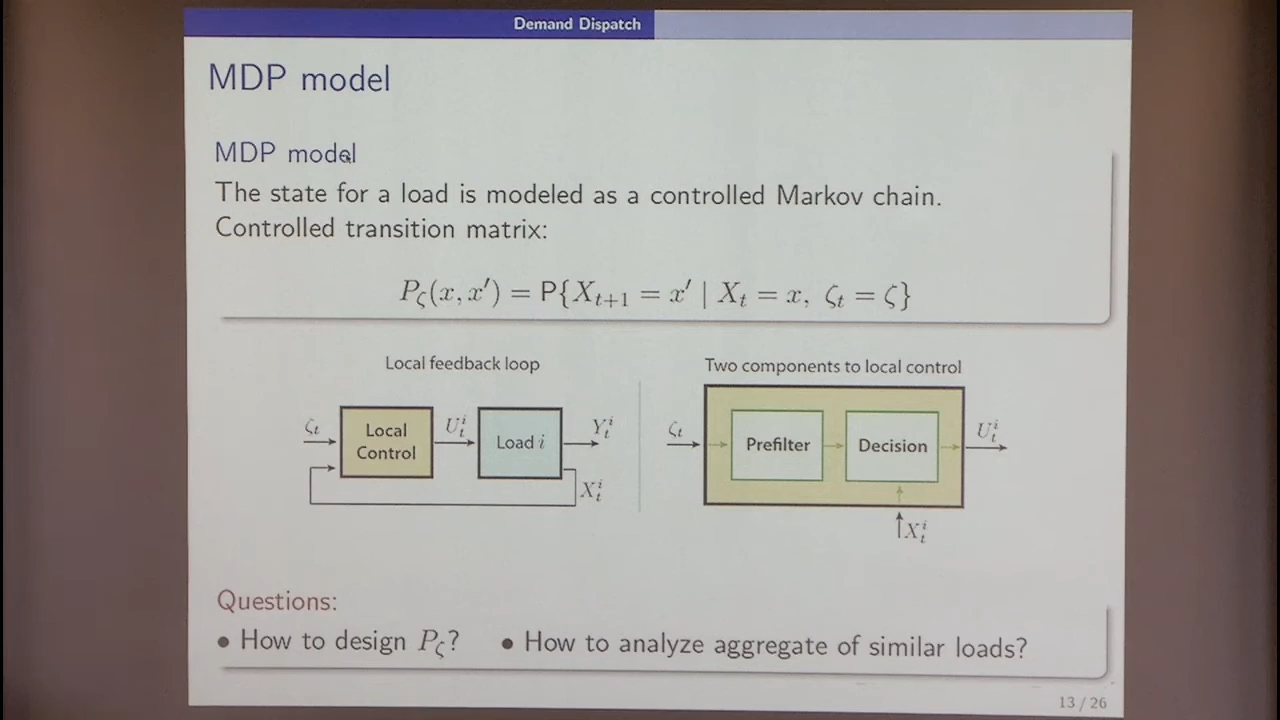 Demand Dispatch
MDP model
MDP model
The state for a load is modeled as a controlled Markov chain.
Controlled transition matrix:
P_ζ(x, x′) = P{X_{t+1} = x′ | X_t = x, ζ_t = ζ}
Local feedback loop
ζ_t
Local
Control
U_t^i
Load i
Y_t^i
X_t^i
Two components to local control
ζ_t
Prefilter
Decision
U_t^i
X_t^i
Questions:
• How to design P_ζ? • How to analyze aggregate of similar loads?
13 / 26